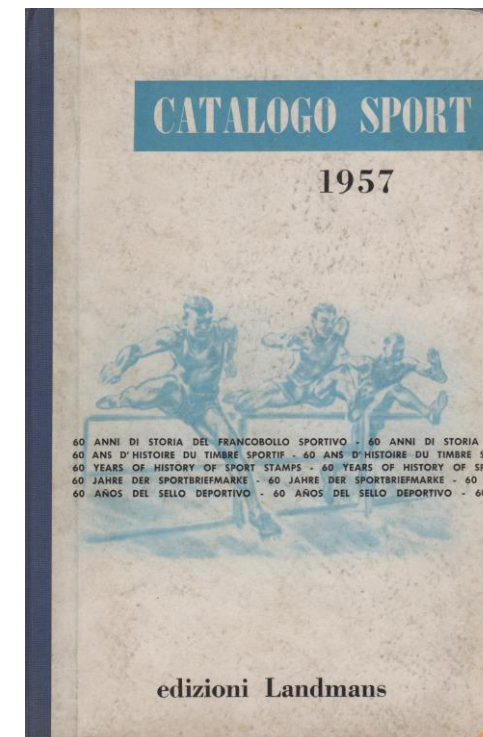 CATALOGO SPORT
1957
60 ANNI DI STORIA DEL FRANCOBOLLO SPORTIVO - 60 ANNI DI STORIA
60 ANS D'HISTOIRE DU TIMBRE SPORTIF - 60 ANS D'HISTOIRE DU TIMBRE S
60 YEARS OF HISTORY OF SPORT STAMPS - 60 YEARS OF HISTORY OF SP
60 JAHRE DER SPORTBRIEFMARKE - 60 JAHRE DER SPORTBRIEFMARKE - 60
60 AÑOS DEL SELLO DEPORTIVO - 60 AÑOS DEL SELLO DEPORTIVO - 60
edizioni Landmans